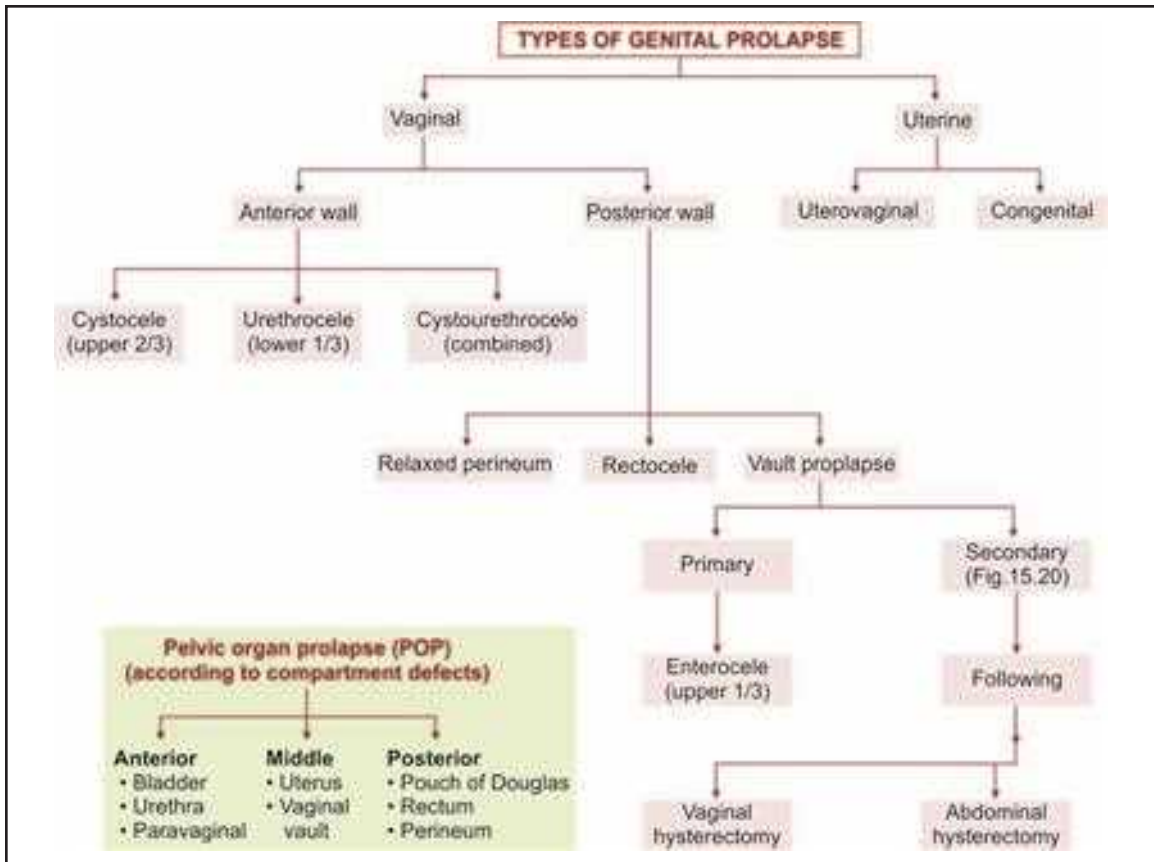 TYPES OF GENITAL PROLAPSE
Vaginal
Uterine
Anterior wall
Posterior wall
Uterovaginal
Congenital
Cystocele
(upper 2/3)
Urethrocele
(lower 1/3)
Cystourethrocele
(combined)
Relaxed perineum
Rectocele
Vault proplapse
Primary
Secondary
(Fig.15.20)
Enterocele
(upper 1/3)
Following
Vaginal
hysterectomy
Abdominal
hysterectomy
Pelvic organ prolapse (POP)
(according to compartment defects)
Anterior
• Bladder
• Urethra
• Paravaginal
Middle
• Uterus
• Vaginal
vault
Posterior
• Pouch of Douglas
• Rectum
• Perineum